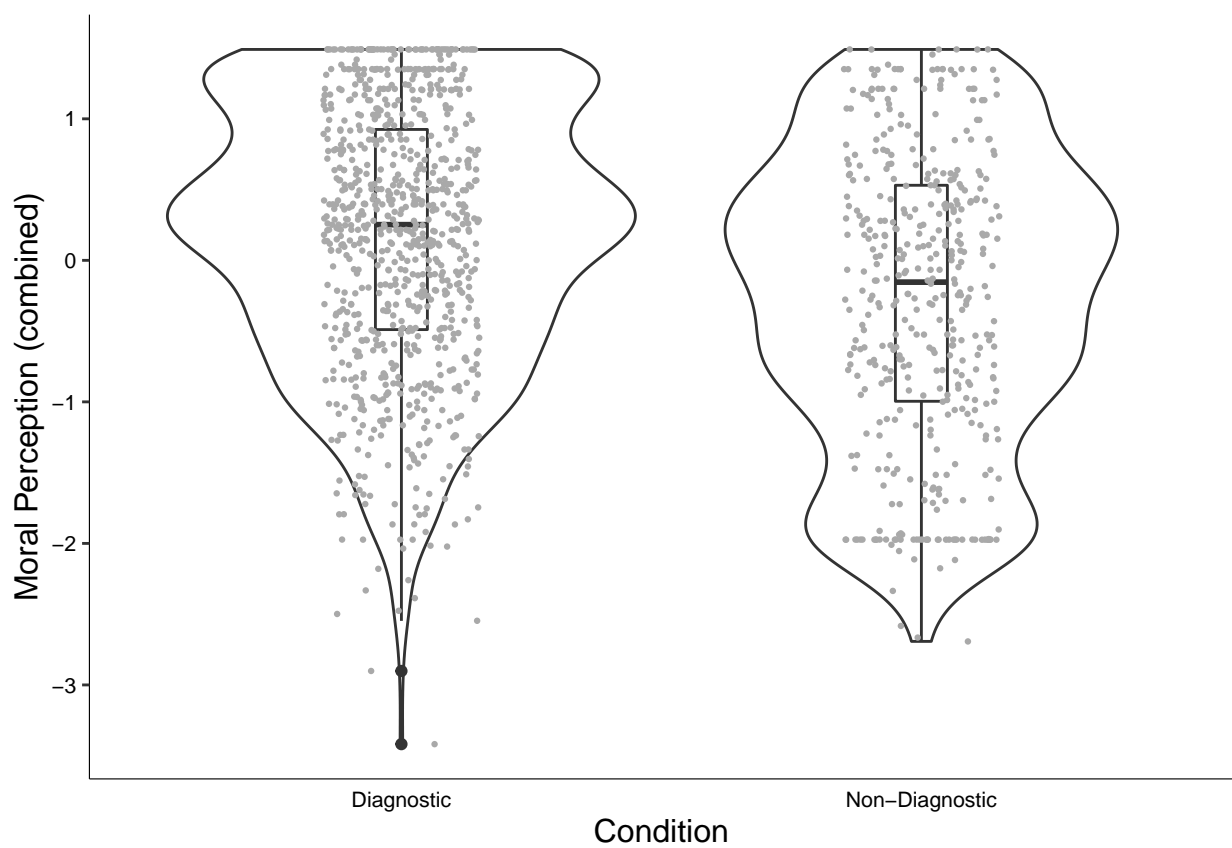 Moral Perception (combined)
1
0
−1
−2
−3
Diagnostic
Non−Diagnostic
Condition